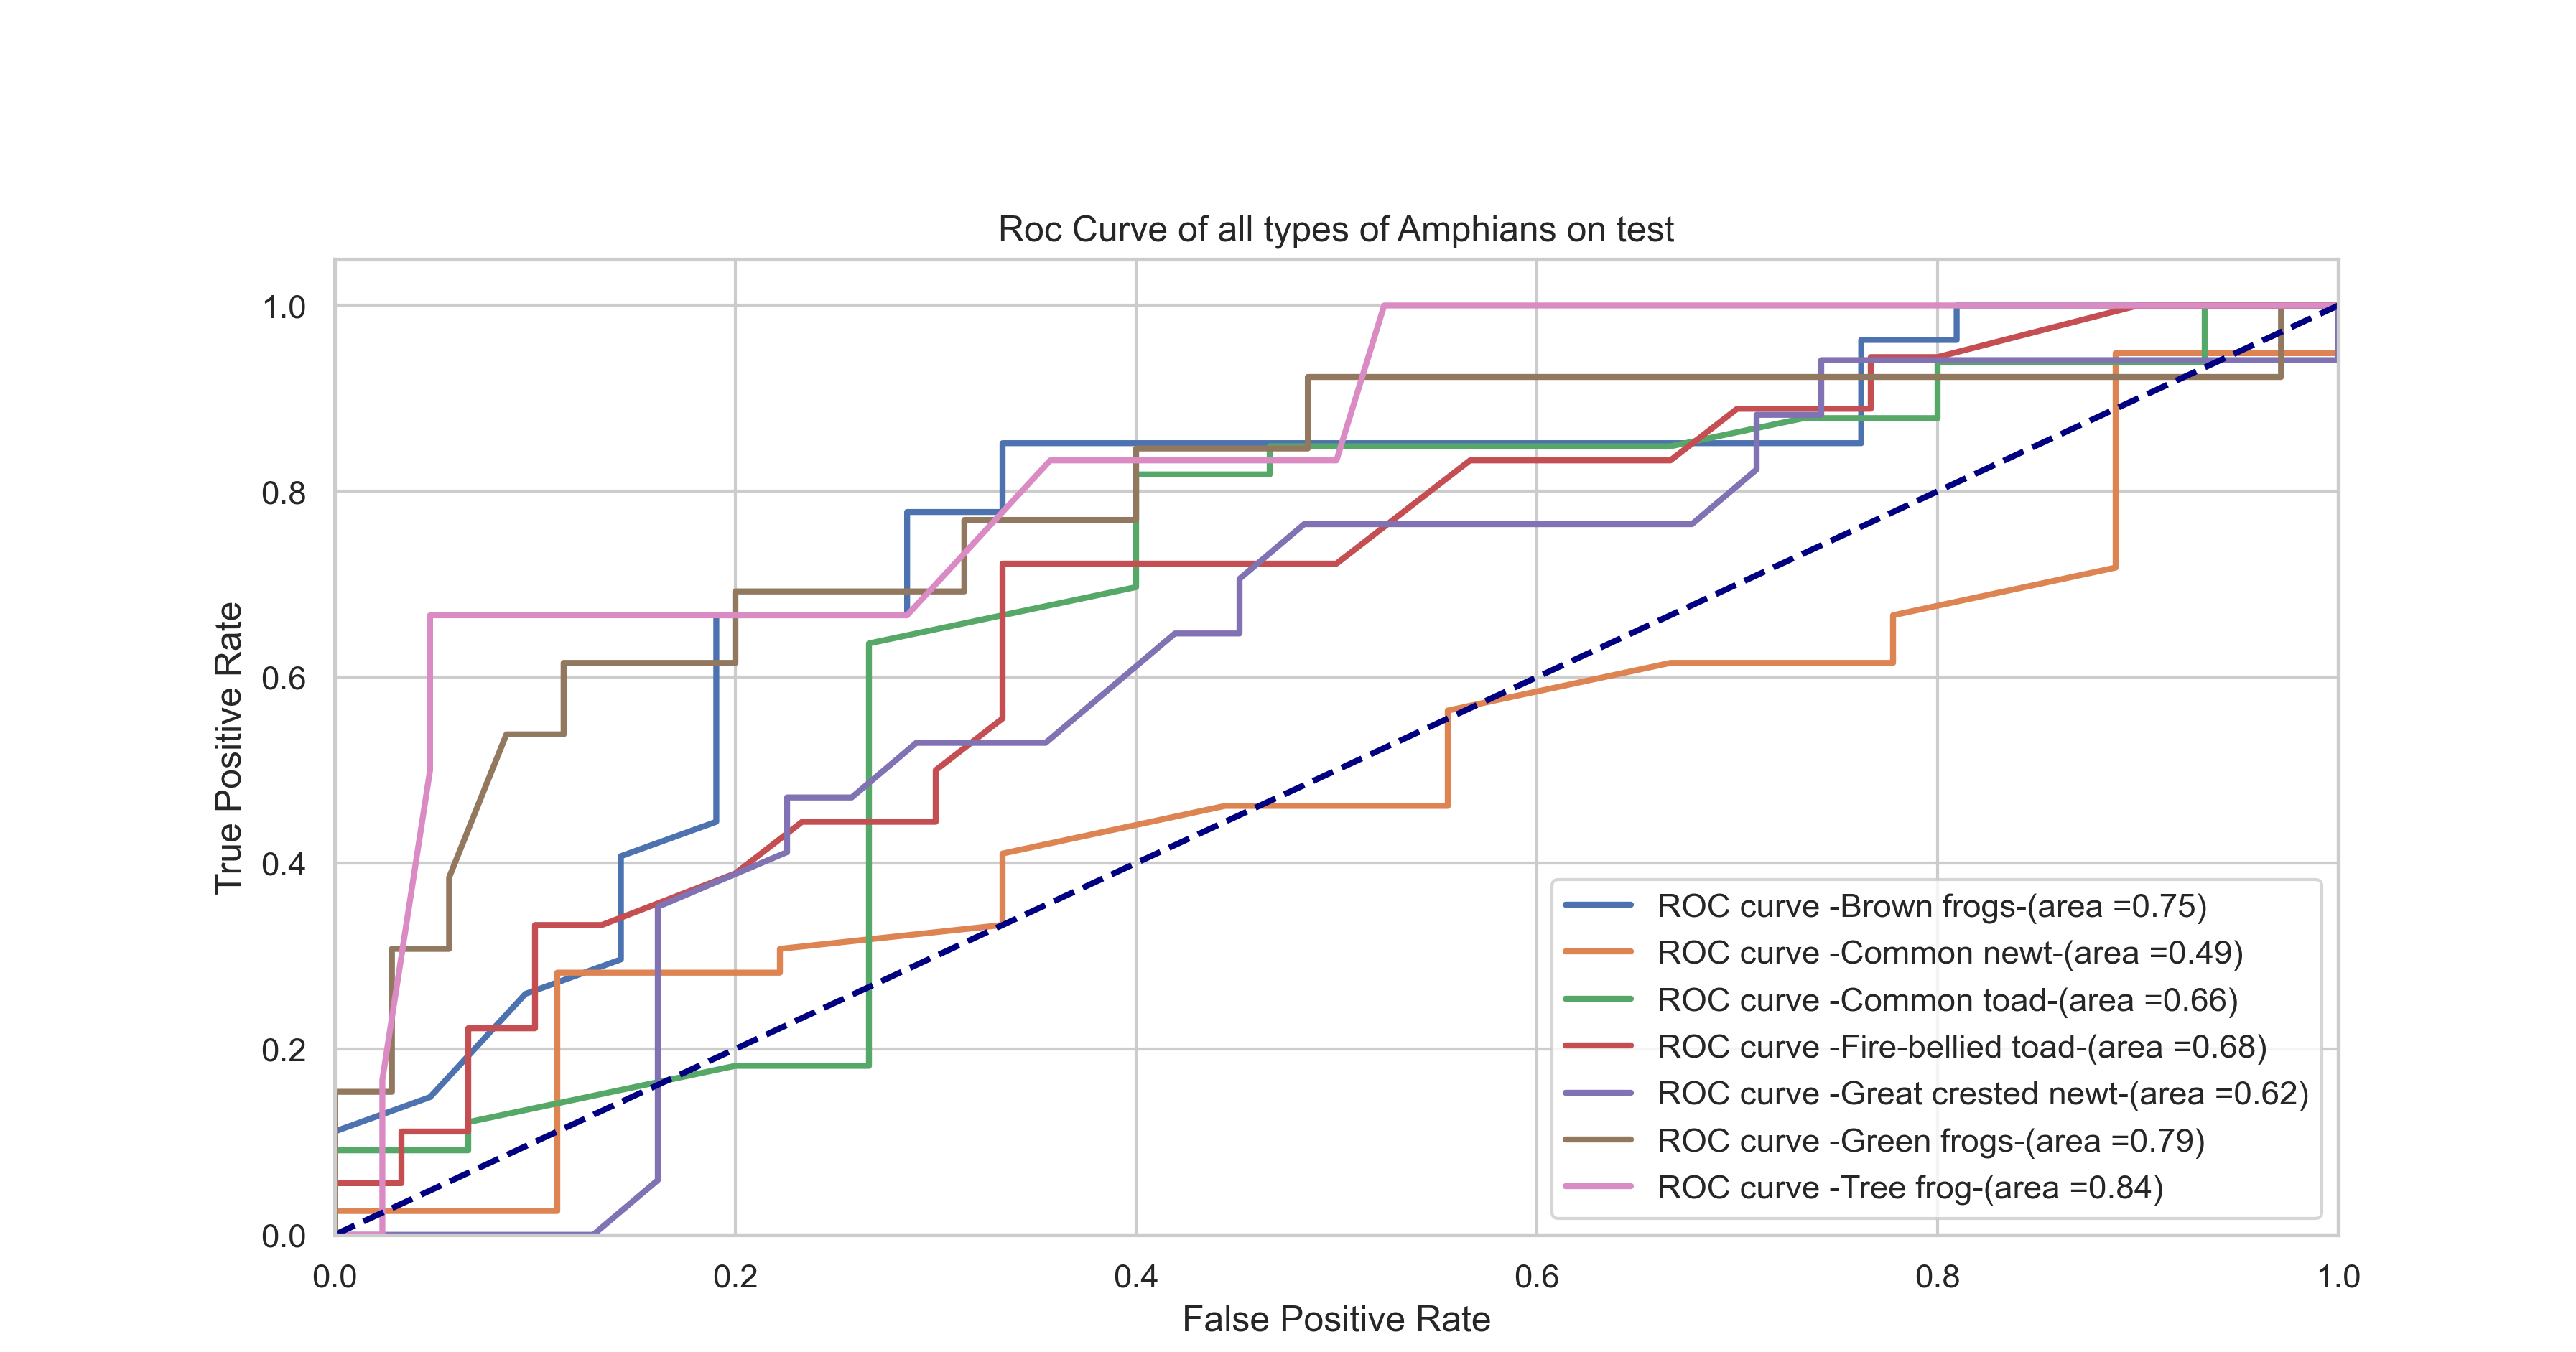 Roc Curve of all types of Amphians on test
1.0
0.8
0.6
0.4
0.2
0.0
True Positive Rate
0.0 0.2 0.4 0.6 0.8 1.0
False Positive Rate
ROC curve -Brown frogs-(area =0.75)
ROC curve -Common newt-(area =0.49)
ROC curve -Common toad-(area =0.66)
ROC curve -Fire-bellied toad-(area =0.68)
ROC curve -Great crested newt-(area =0.62)
ROC curve -Green frogs-(area =0.79)
ROC curve -Tree frog-(area =0.84)